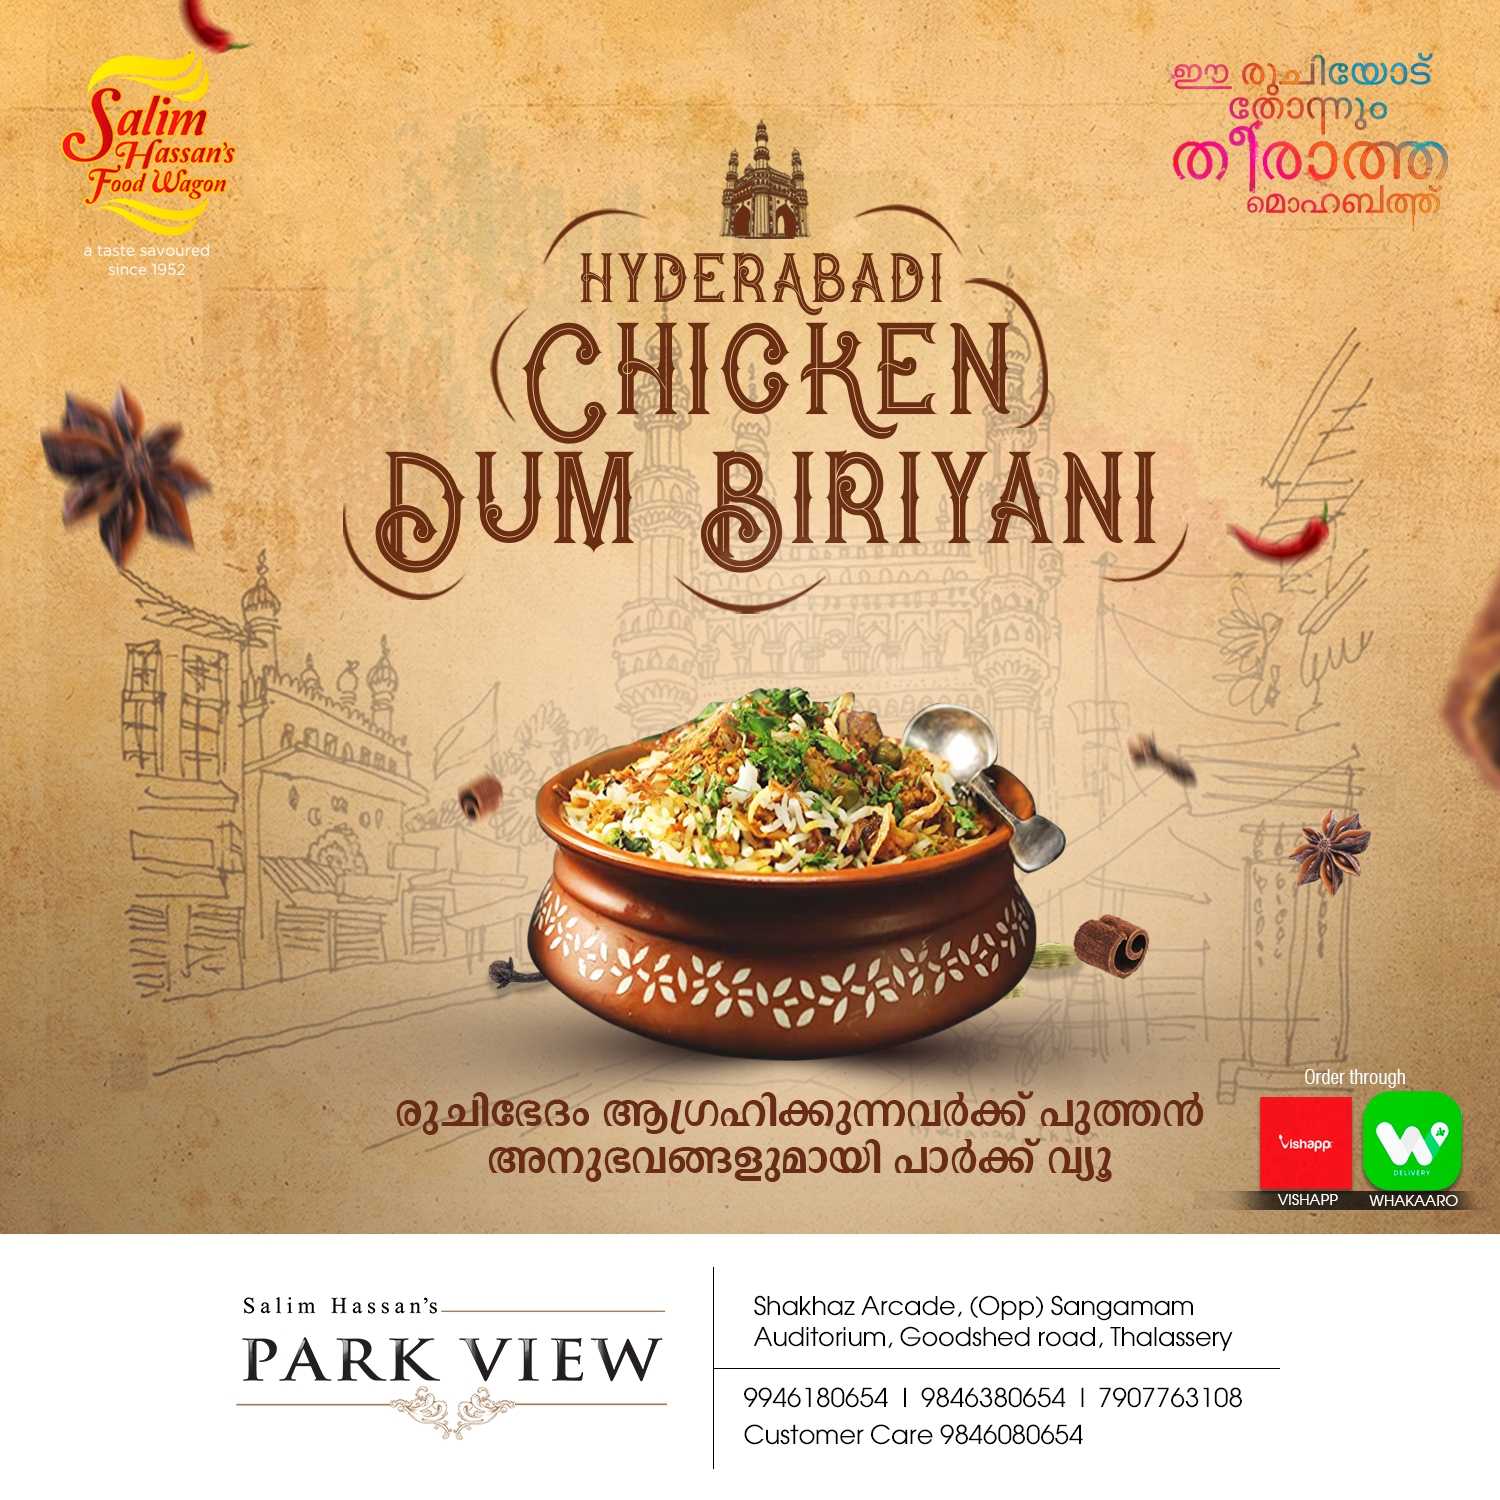 Salim
Hassan's
Food Wagon
a taste savoured
since 1952
ഈ രുചിയോട്
തോന്നും
തീരാത്ത
മൊഹബത്ത്
HYDERABADI
CHICKEN
DUM BIRIYANI
രുചിഭേദം ആഗ്രഹിക്കുന്നവർക്ക് പുത്തൻ
അനുഭവങ്ങളുമായി പാർക്ക് വ്യൂ
Order through
Vishapp
W
DELIVERY
VISHAPP
WHAKAARO
Salim Hassan's
PARK VIEW
Shakhaz Arcade, (Opp) Sangamam
Auditorium, Goodshed road, Thalassery
9946180654 | 9846380654 | 7907763108
Customer Care 9846080654